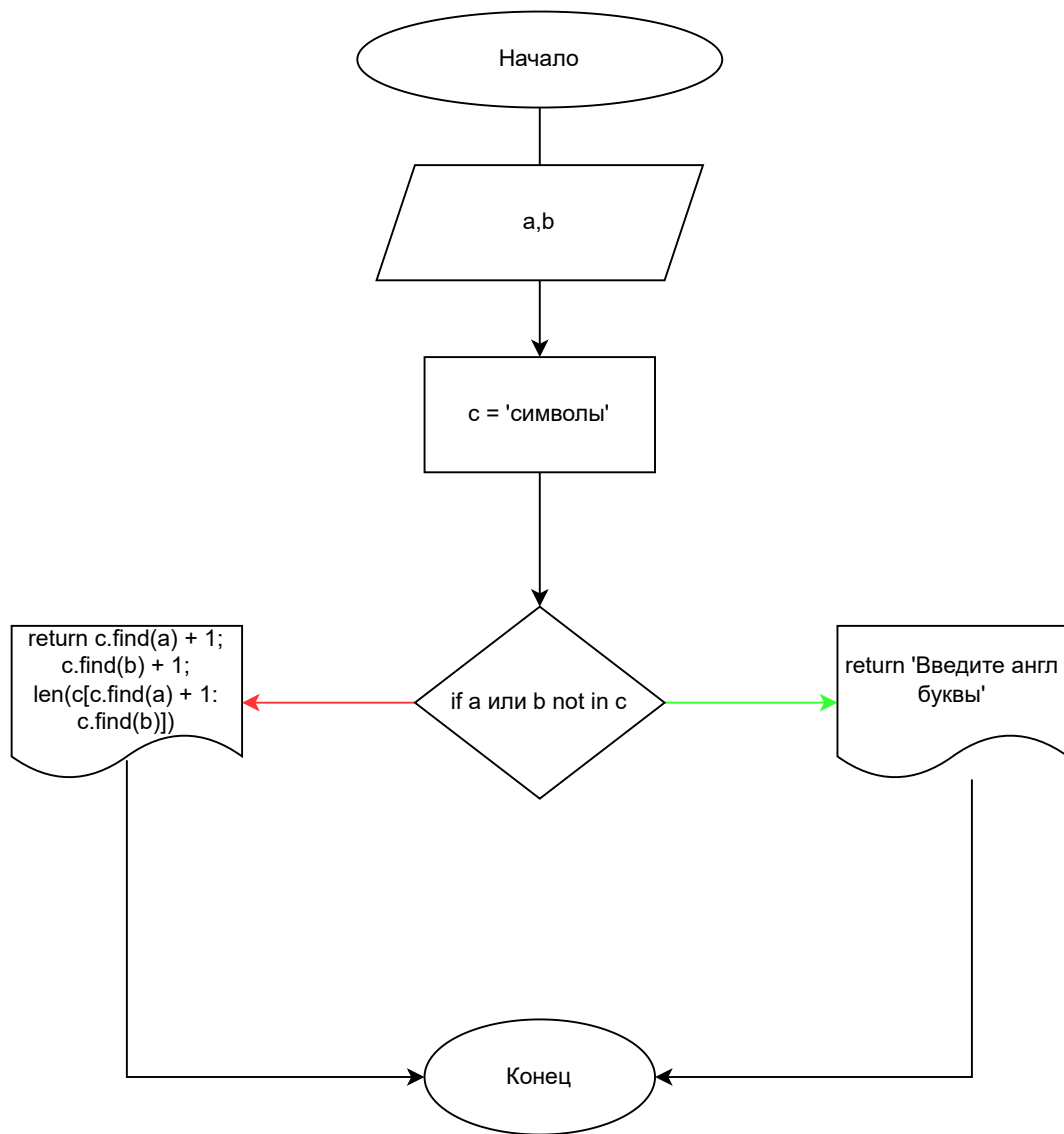 Начало
a,b
c = 'символы'
return c.find(a) + 1;
c.find(b) + 1;
len(c[c.find(a) + 1:
c.find(b)])
if a или b not in c
return 'Введите англ
буквы'
Конец